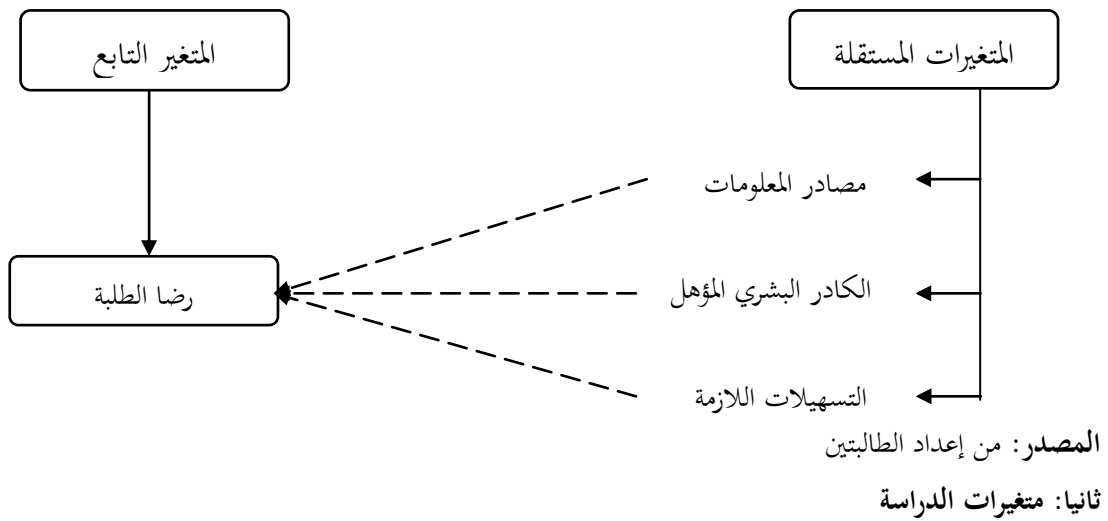 المتغيرات المستقلة
المتغير التابع
مصادر المعلومات
الكادر البشري المؤهل
رضا الطلبة
التسهيلات اللازمة
المصدر: من إعداد الطالبتين
ثانيا: متغيرات الدراسة